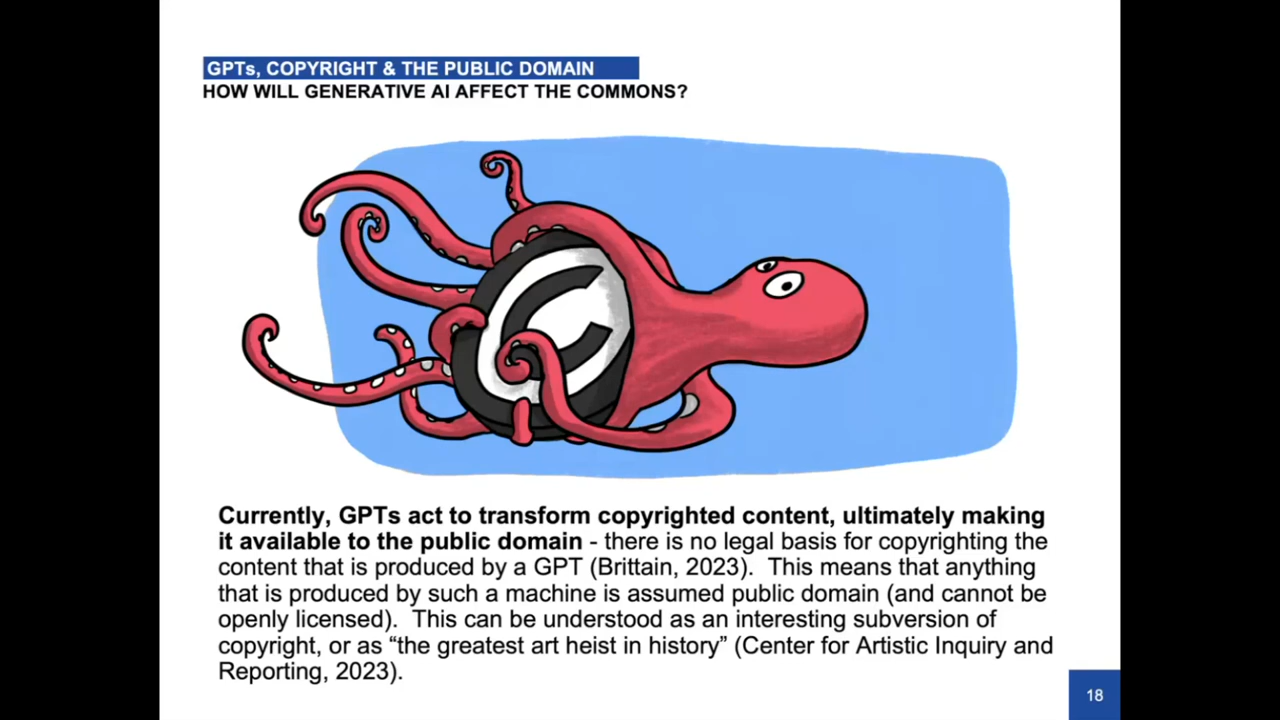 GPTs, COPYRIGHT & THE PUBLIC DOMAIN
HOW WILL GENERATIVE AI AFFECT THE COMMONS?
C
Currently, GPTs act to transform copyrighted content, ultimately making
it available to the public domain - there is no legal basis for copyrighting the
content that is produced by a GPT (Brittain, 2023).  This means that anything
that is produced by such a machine is assumed public domain (and cannot be
openly licensed).  This can be understood as an interesting subversion of
copyright, or as “the greatest art heist in history” (Center for Artistic Inquiry and
Reporting, 2023).
18